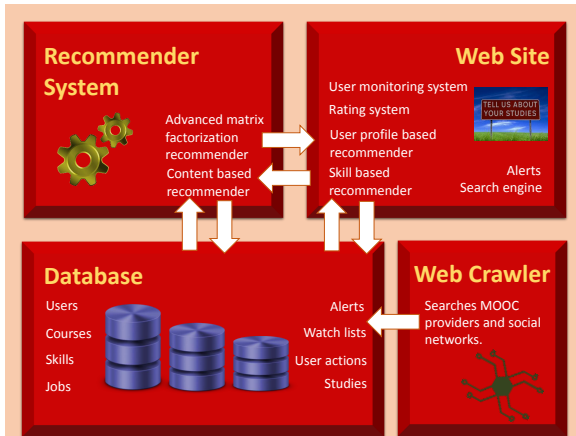 Recommender
System
Advanced matrix
factorization
recommender
Content based
recommender
Web Site
User monitoring system
Rating system
User profile based
recommender
Skill based
recommender
TELL US ABOUT
YOUR STUDIES
Alerts
Search engine
Database
Users
Courses
Skills
Jobs
Alerts
Watch lists
User actions
Studies
Web Crawler
Searches MOOC
providers and social
networks.